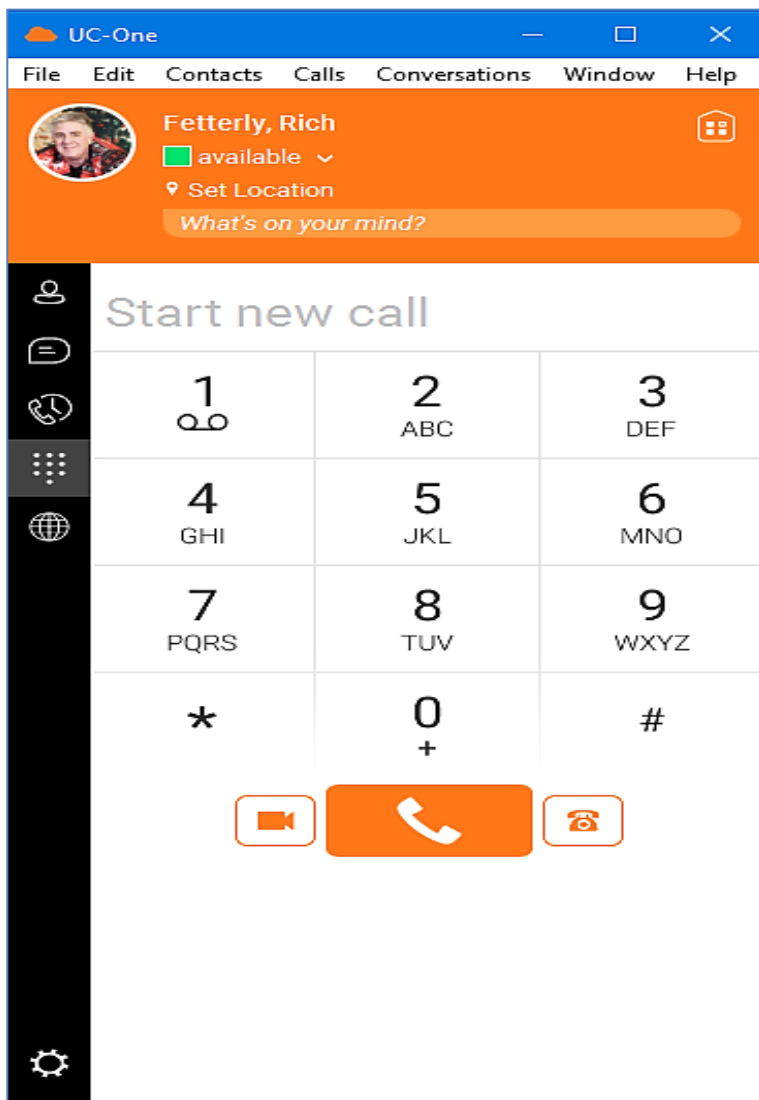 UC-One
File Edit Contacts Calls Conversations Window Help
Fetterly, Rich
available
Set Location
What's on your mind?
Start new call
1 2 3
ABC DEF
4 5 6
GHI JKL MNO
7 8 9
PQRS TUV WXYZ
* 0 #
+